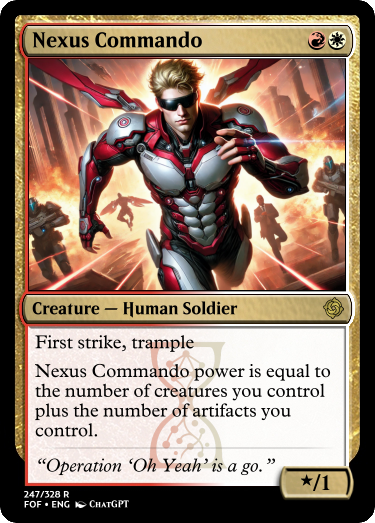 Nexus Commando
Creature — Human Soldier
First strike, trample
Nexus Commando power is equal to
the number of creatures you control
plus the number of artifacts you
control.
“Operation ‘Oh Yeah’ is a go.”
*/1
247/328 R
FOF • ENG ChatGPT